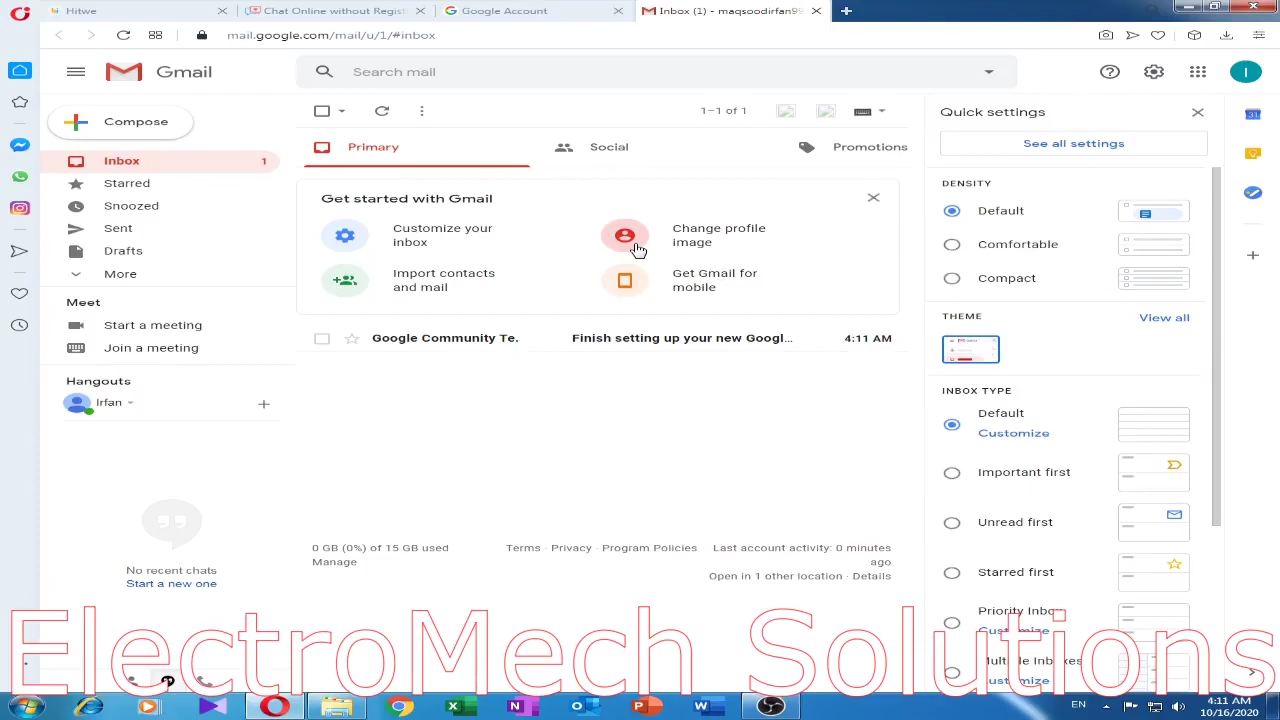 Hitwe
Chat Online without Regist
Google Account
Inbox (1) - maqsoodirfan99
mail.google.com/mail/u/1/#inbox
Gmail
Search mail
I
Compose
1–1 of 1
Quick settings
See all settings
Inbox
1
Starred
Snoozed
Sent
Drafts
More
Primary
Social
Promotions
Get started with Gmail
Customize your
inbox
Change profile
image
Import contacts
and mail
Get Gmail for
mobile
Google Community Te.
Finish setting up your new Googl...
4:11 AM
Meet
Start a meeting
Join a meeting
Hangouts
Irfan
No recent chats
Start a new one
0 GB (0%) of 15 GB used
Manage
Terms · Privacy · Program Policies
Last account activity: 0 minutes
ago
Open in 1 other location · Details
DENSITY
Default
Comfortable
Compact
THEME
View all
INBOX TYPE
Default
Customize
Important first
Unread first
Starred first
Priority Inbox
Customize
Multiple Inboxes
Customize
ElectroMech Solutions
EN
4:11 AM
10/16/2020